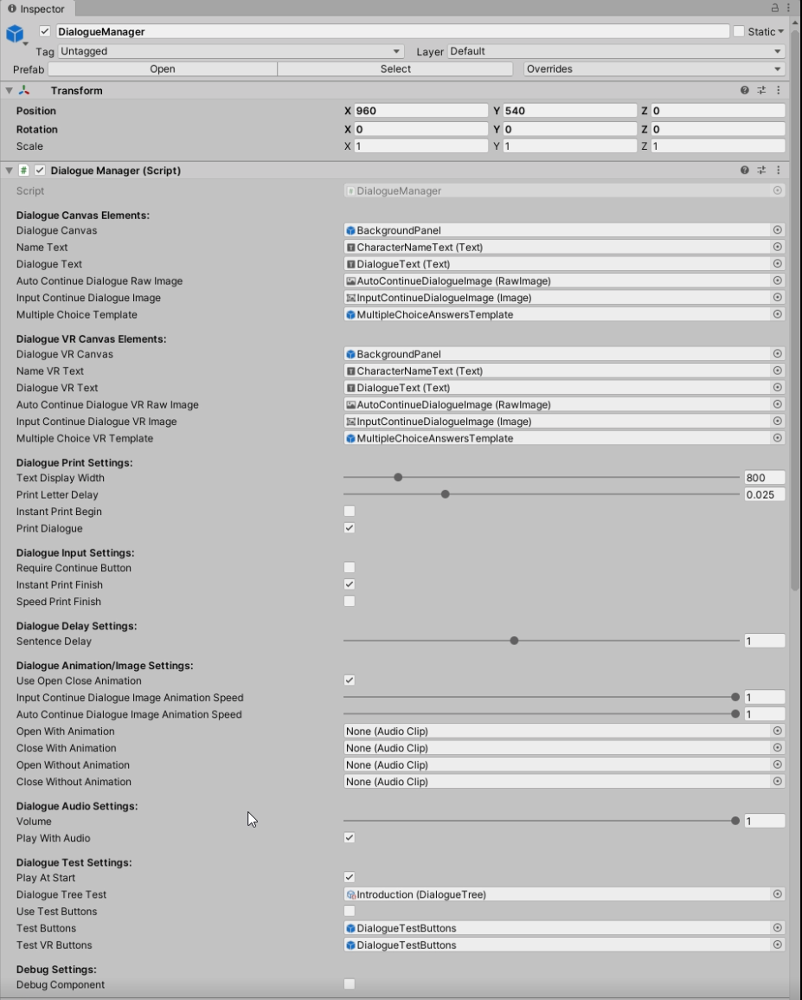 Inspector
DialogueManager Static
Tag Untagged Layer Default
Prefab Open Select Overrides
Transform
Position X 960 Y 540 Z 0
Rotation X 0 Y 0 Z 0
Scale X 1 Y 1 Z 1
# Dialogue Manager (Script)
Script # DialogueManager
Dialogue Canvas Elements:
Dialogue Canvas BackgroundPanel
Name Text CharacterNameText (Text)
Dialogue Text DialogueText (Text)
Auto Continue Dialogue Raw Image AutoContinueDialogueImage (RawImage)
Input Continue Dialogue Image InputContinueDialogueImage (Image)
Multiple Choice Template MultipleChoiceAnswersTemplate
Dialogue VR Canvas Elements:
Dialogue VR Canvas BackgroundPanel
Name VR Text CharacterNameText (Text)
Dialogue VR Text DialogueText (Text)
Auto Continue Dialogue VR Raw Image AutoContinueDialogueImage (RawImage)
Input Continue Dialogue VR Image InputContinueDialogueImage (Image)
Multiple Choice VR Template MultipleChoiceAnswersTemplate
Dialogue Print Settings:
Text Display Width 800
Print Letter Delay 0.025
Instant Print Begin
Print Dialogue
Dialogue Input Settings:
Require Continue Button
Instant Print Finish
Speed Print Finish
Dialogue Delay Settings:
Sentence Delay 1
Dialogue Animation/Image Settings:
Use Open Close Animation
Input Continue Dialogue Image Animation Speed 1
Auto Continue Dialogue Image Animation Speed 1
Open With Animation None (Audio Clip)
Close With Animation None (Audio Clip)
Open Without Animation None (Audio Clip)
Close Without Animation None (Audio Clip)
Dialogue Audio Settings:
Volume 1
Play With Audio
Dialogue Test Settings:
Play At Start
Dialogue Tree Test Introduction (DialogueTree)
Use Test Buttons
Test Buttons DialogueTestButtons
Test VR Buttons DialogueTestButtons
Debug Settings:
Debug Component